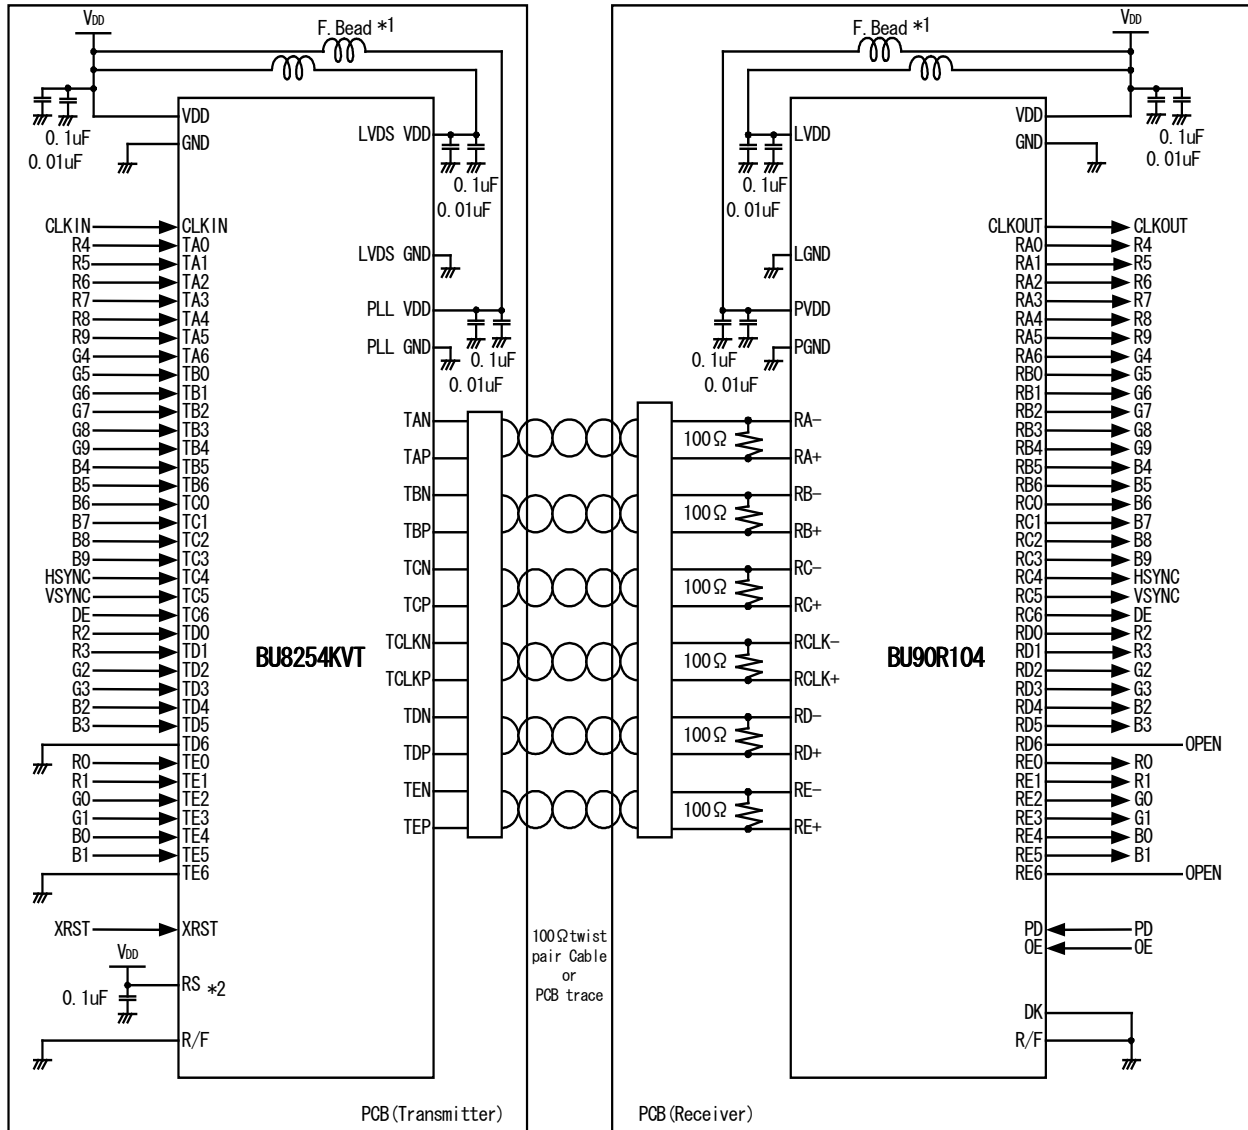 VDD
F.Bead *1
0.1uF
0.01uF
VDD
GND
LVDS VDD
0.1uF
0.01uF
LVDS GND
PLL VDD
PLL GND
0.1uF
0.01uF
CLKIN CLKIN
R4 TA0
R5 TA1
R6 TA2
R7 TA3
R8 TA4
R9 TA5
G4 TA6
G5 TB0
G6 TB1
G7 TB2
G8 TB3
G9 TB4
B4 TB5
B5 TB6
B6 TC0
B7 TC1
B8 TC2
B9 TC3
HSYNC TC4
VSYNC TC5
DE TC6
R2 TD0
R3 TD1
G2 TD2
G3 TD3
B2 TD4
B3 TD5
TD6
R0 TE0
R1 TE1
G0 TE2
G1 TE3
B0 TE4
B1 TE5
TE6
XRST XRST
VDD
RS *2
0.1uF
R/F
BU8254KVT
TAN
TAP
TBN
TBP
TCN
TCP
TCLKN
TCLKP
TDN
TDP
TEN
TEP
PCB(Transmitter)
100Ωtwist
pair Cable
or
PCB trace
F.Bead *1
VDD
0.1uF
0.01uF
VDD
GND
LVDD
0.1uF
0.01uF
LGND
PVDD
PGND
0.1uF
0.01uF
100Ω
100Ω
100Ω
100Ω
100Ω
100Ω
RA-
RA+
RB-
RB+
RC-
RC+
RCLK-
RCLK+
RD-
RD+
RE-
RE+
BU90R104
CLKOUT CLKOUT
RA0 R4
RA1 R5
RA2 R6
RA3 R7
RA4 R8
RA5 R9
RA6 G4
RB0 G5
RB1 G6
RB2 G7
RB3 G8
RB4 G9
RB5 B4
RB6 B5
RC0 B6
RC1 B7
RC2 B8
RC3 B9
RC4 HSYNC
RC5 VSYNC
RC6 DE
RD0 R2
RD1 R3
RD2 G2
RD3 G3
RD4 B2
RD5 B3
RD6 OPEN
RE0 R0
RE1 R1
RE2 G0
RE3 G1
RE4 B0
RE5 B1
RE6 OPEN
PD PD
OE OE
DK
R/F
PCB(Receiver)